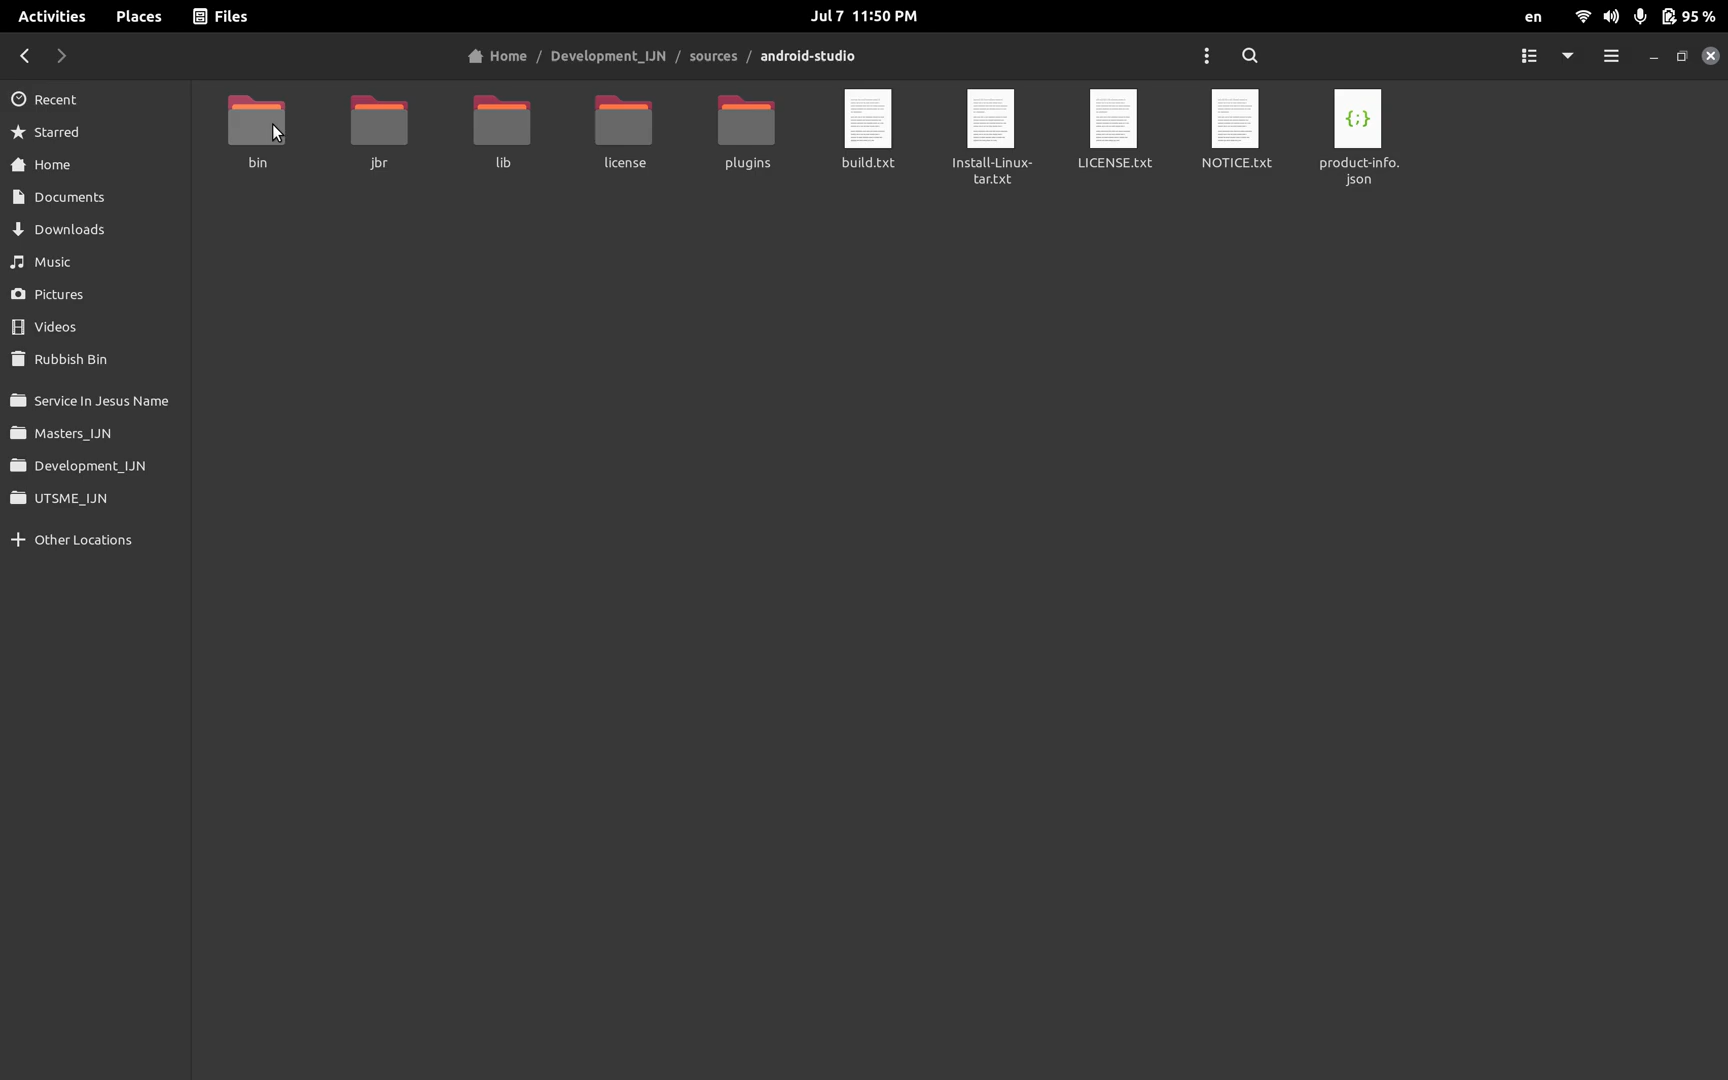 Activities Places Files Jul 7 11:50 PM en 95 %
Home / Development_IJN / sources / android-studio
Recent
Starred
Home
Documents
Downloads
Music
Pictures
Videos
Rubbish Bin
Service In Jesus Name
Masters_IJN
Development_IJN
UTSME_IJN
Other Locations
bin
jbr
lib
license
plugins
build.txt
Install-Linux-
tar.txt
LICENSE.txt
NOTICE.txt
{;}
product-info.
json